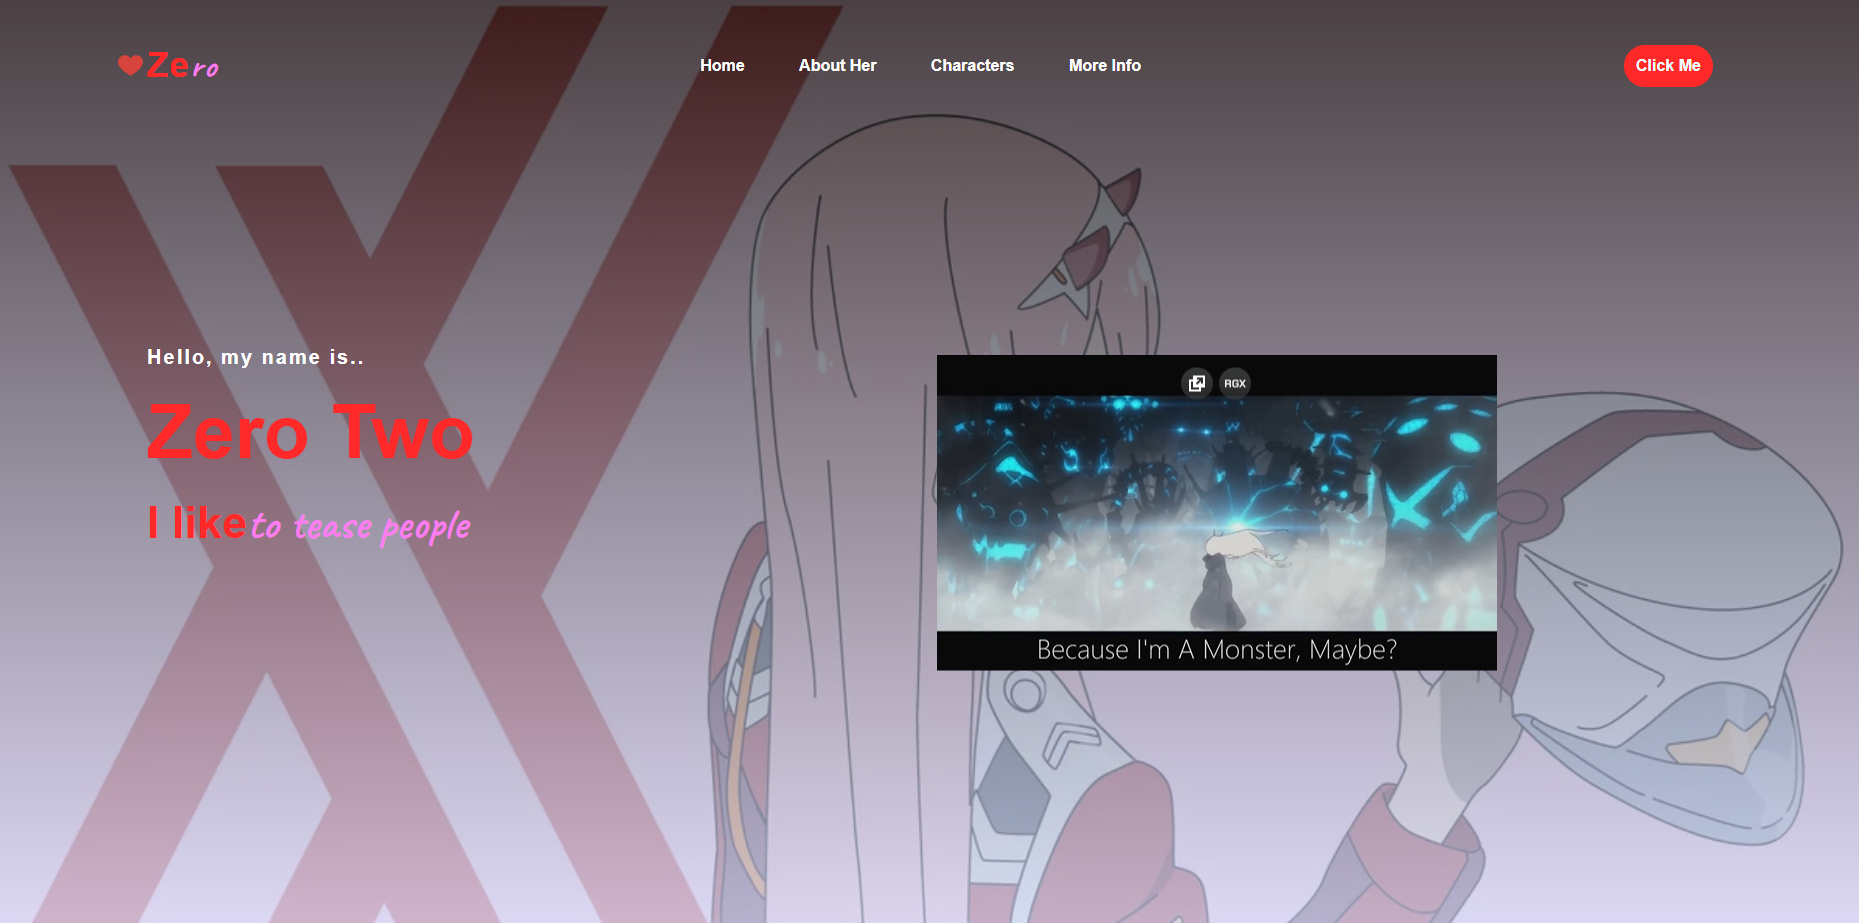 Zero
Home
About Her
Characters
More Info
Click Me
Hello, my name is..
Zero Two
I like to tease people
RGX
Because I'm A Monster, Maybe?